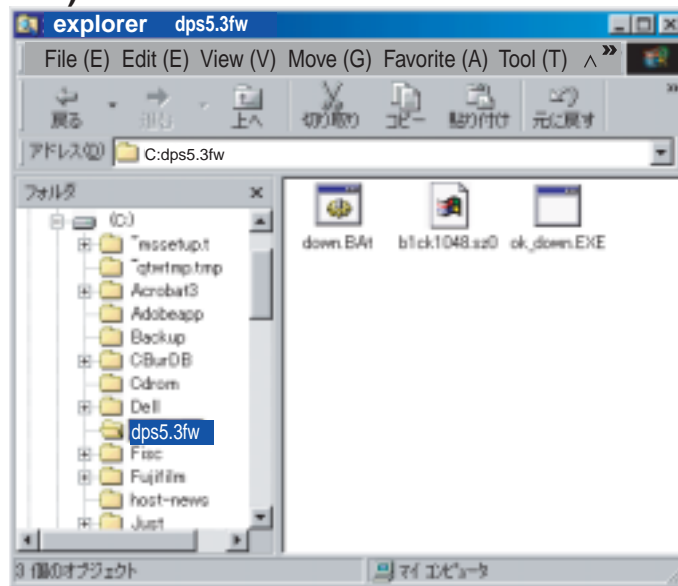 explorer dps5.3fw
File (E) Edit (E) View (V) Move (G) Favorite (A) Tool (T) »
戻る 進む 上へ 切り取り コピー 貼り付け 元に戻す »
アドレス(D) C:dps5.3fw
フォルダ ×
(C:)
~mssetup.t
~qtwtmp.tmp
Acrobat3
Adobeapp
Backup
CBurDB
Cdrom
Dell
dps5.3fw
Fisc
Fujifilm
host-news
Just
down.BAt b1ck1048.sz0 ok_down.EXE
3 個のオブジェクト マイ コンピュータ